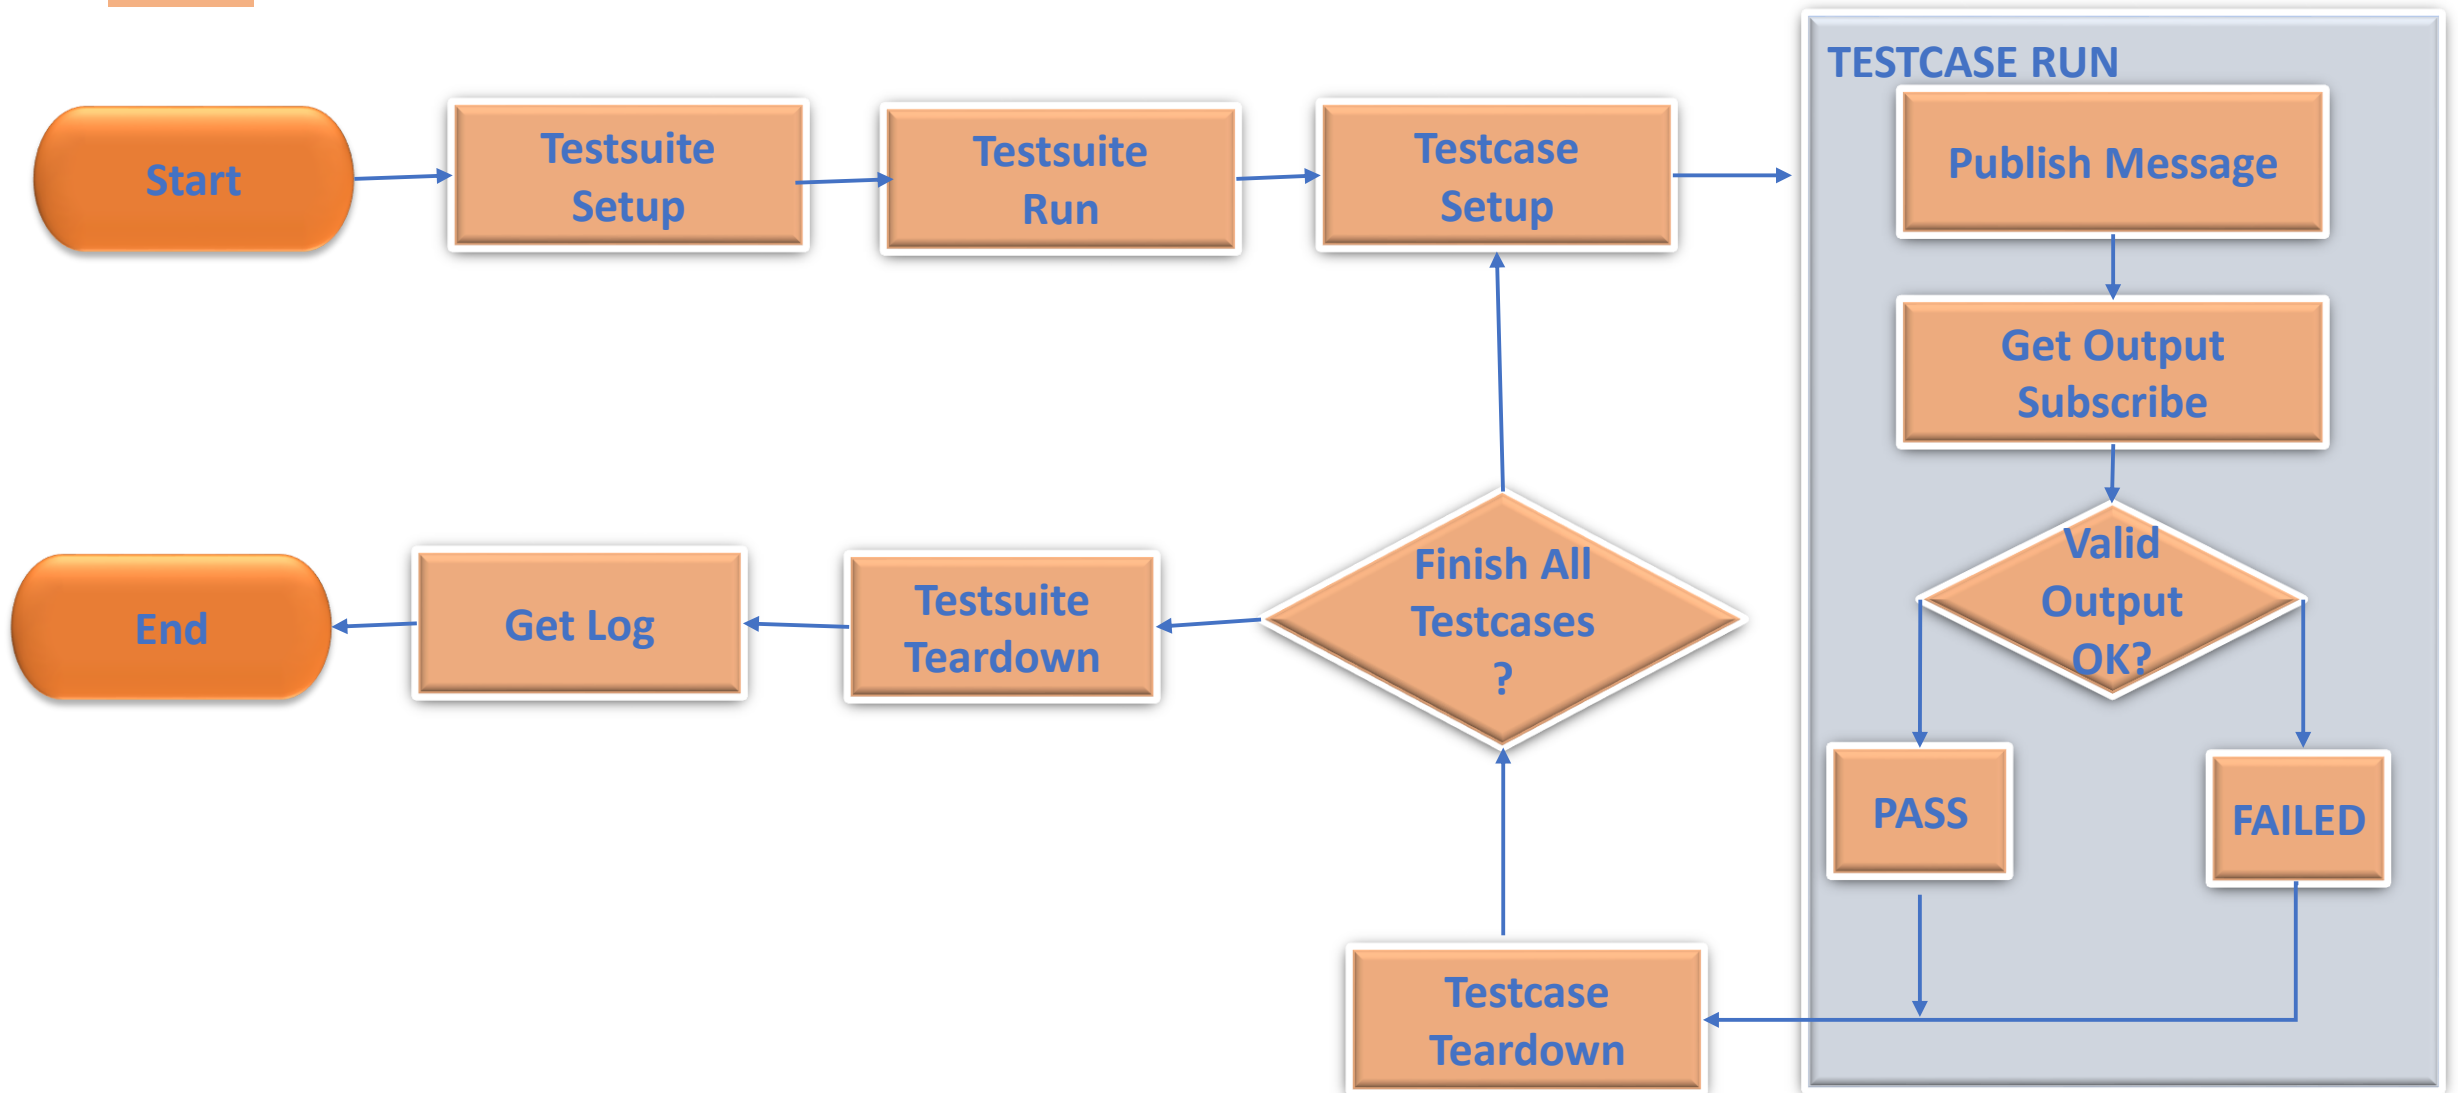 TESTCASE RUN
Start
Testsuite
Setup
Testsuite
Run
Testcase
Setup
Publish Message
Get Output
Subscribe
Valid
Output
OK?
PASS
FAILED
End
Get Log
Testsuite
Teardown
Finish All
Testcases
?
Testcase
Teardown